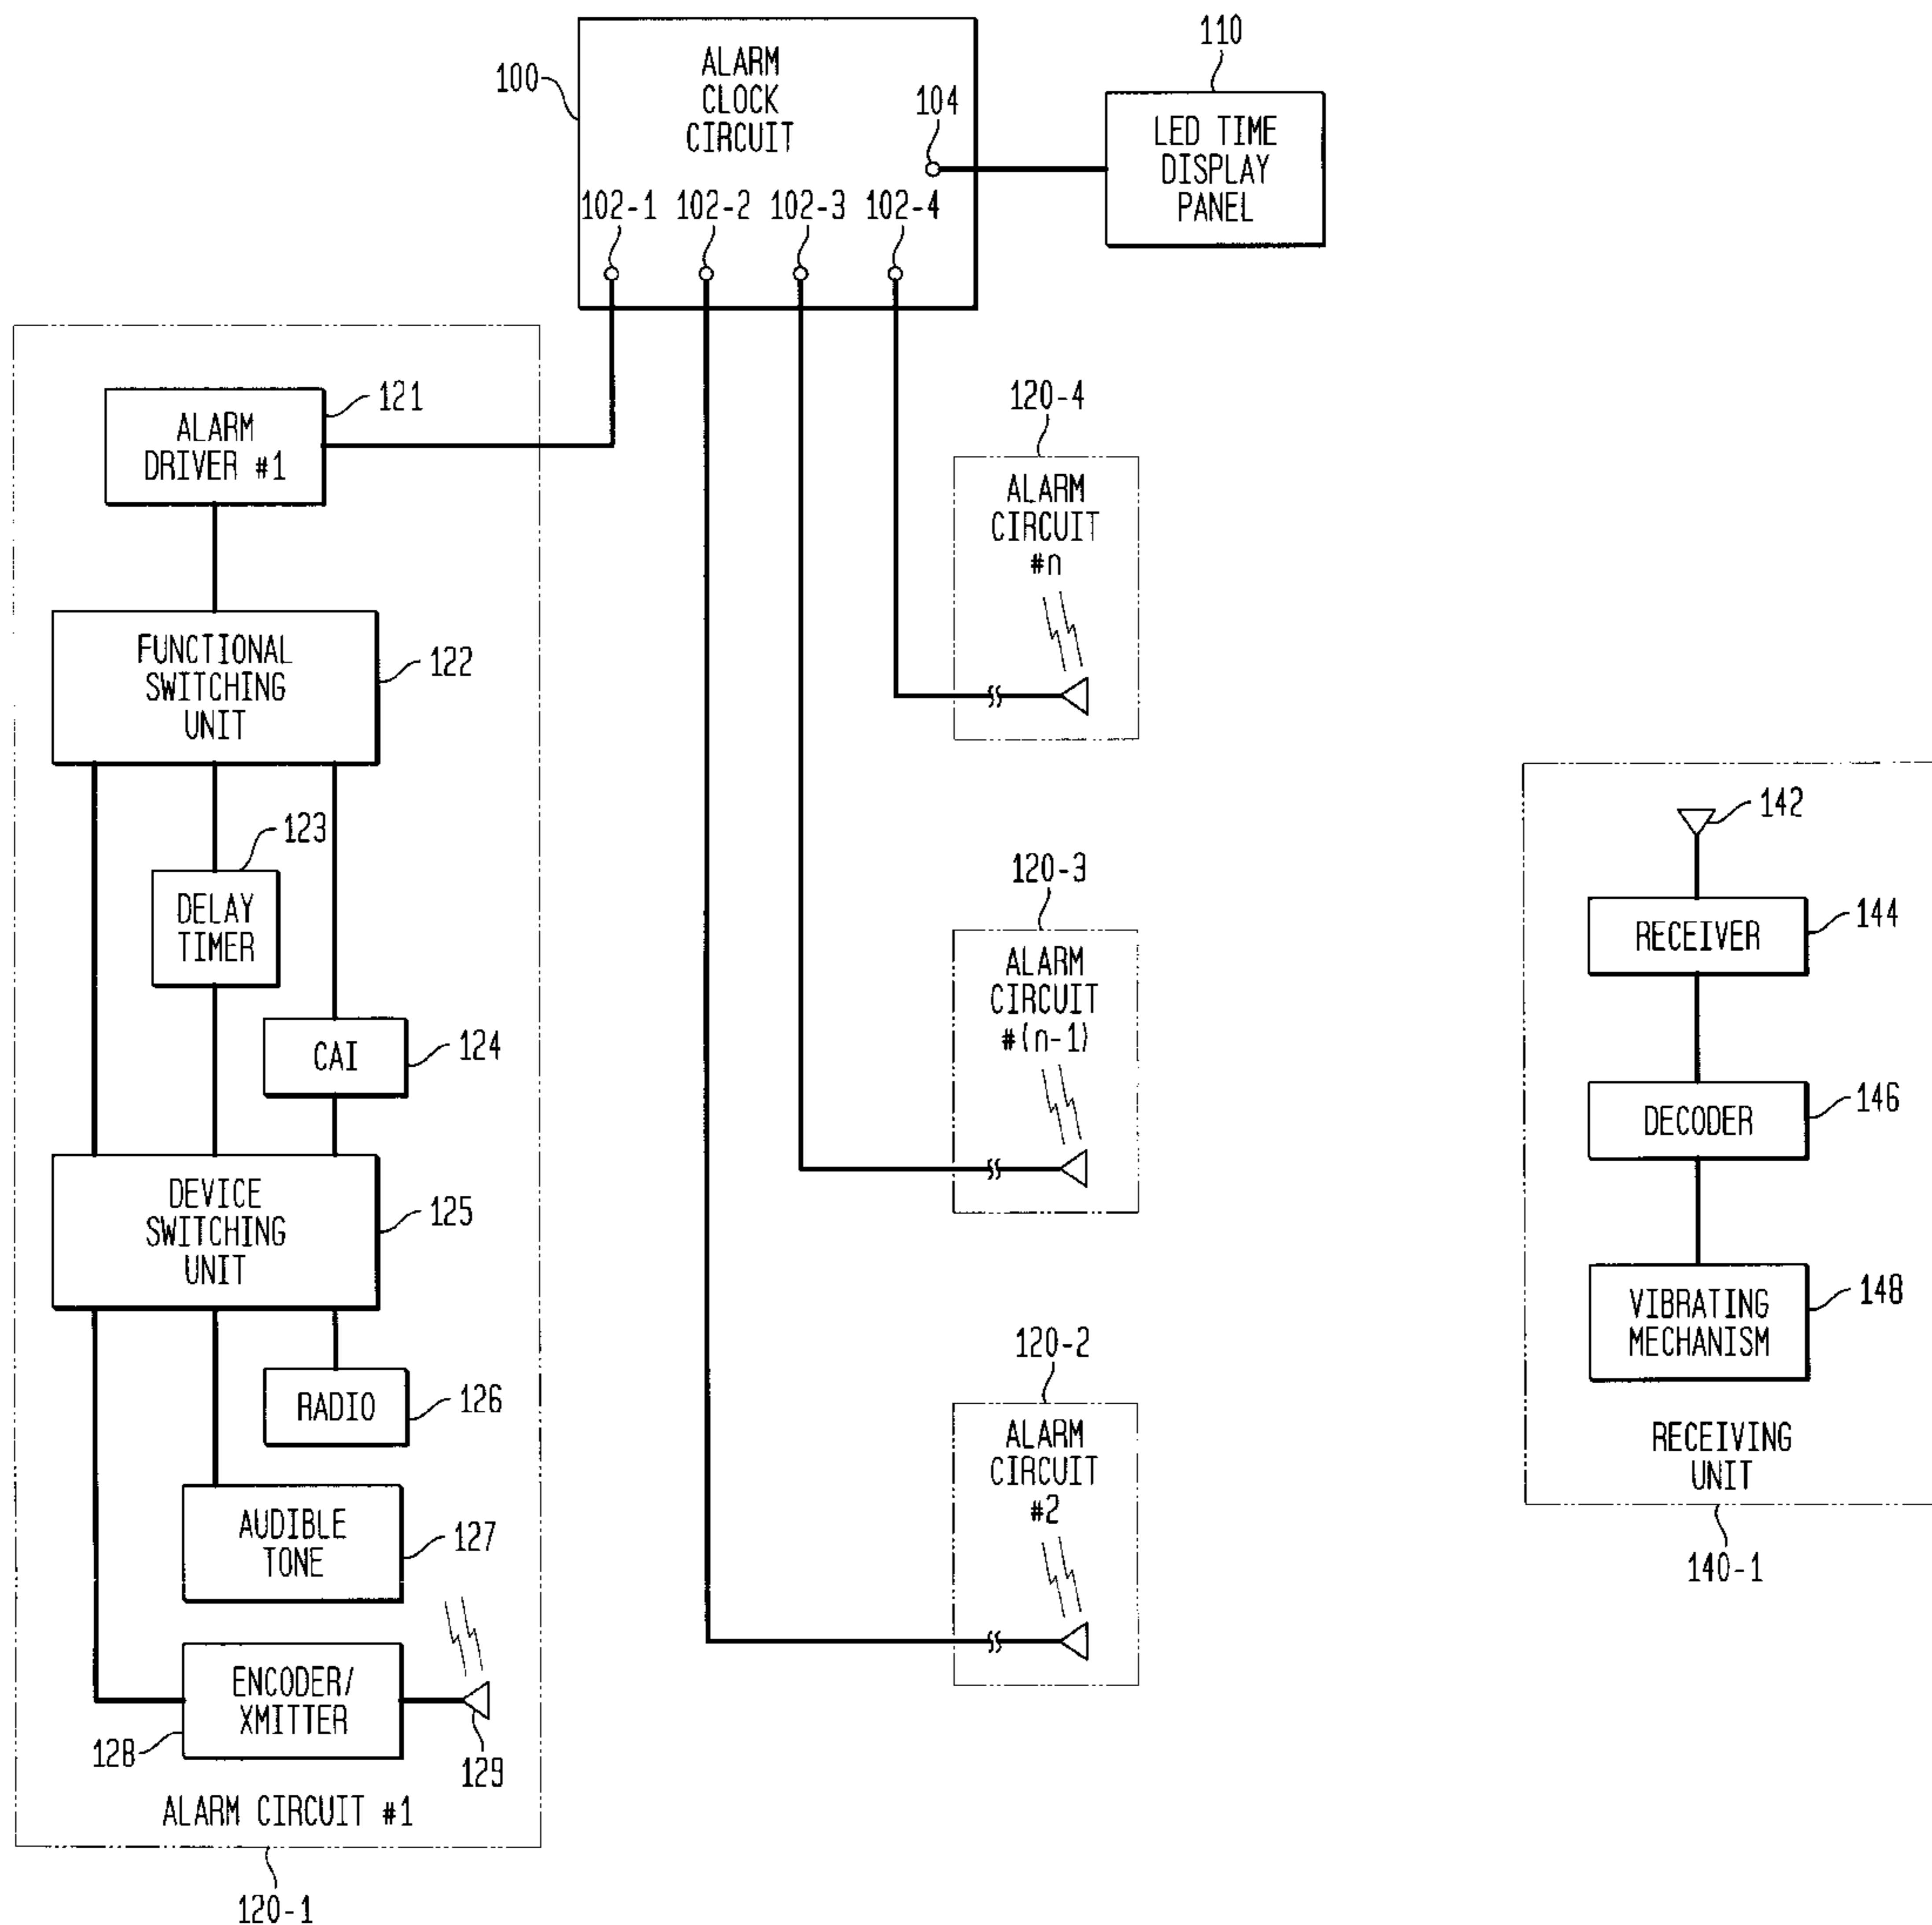 ALARM
CLOCK
CIRCUIT
100
104
102-1 102-2 102-3 102-4
110
LED TIME
DISPLAY
PANEL
121
ALARM
DRIVER #1
FUNCTIONAL
SWITCHING
UNIT
122
123
DELAY
TIMER
CAI
124
DEVICE
SWITCHING
UNIT
125
RADIO
126
AUDIBLE
TONE
127
ENCODER/
XMITTER
128
129
ALARM CIRCUIT #1
120-1
120-4
ALARM
CIRCUIT
#n
120-3
ALARM
CIRCUIT
#(n-1)
120-2
ALARM
CIRCUIT
#2
142
RECEIVER
144
DECODER
146
VIBRATING
MECHANISM
148
RECEIVING
UNIT
140-1